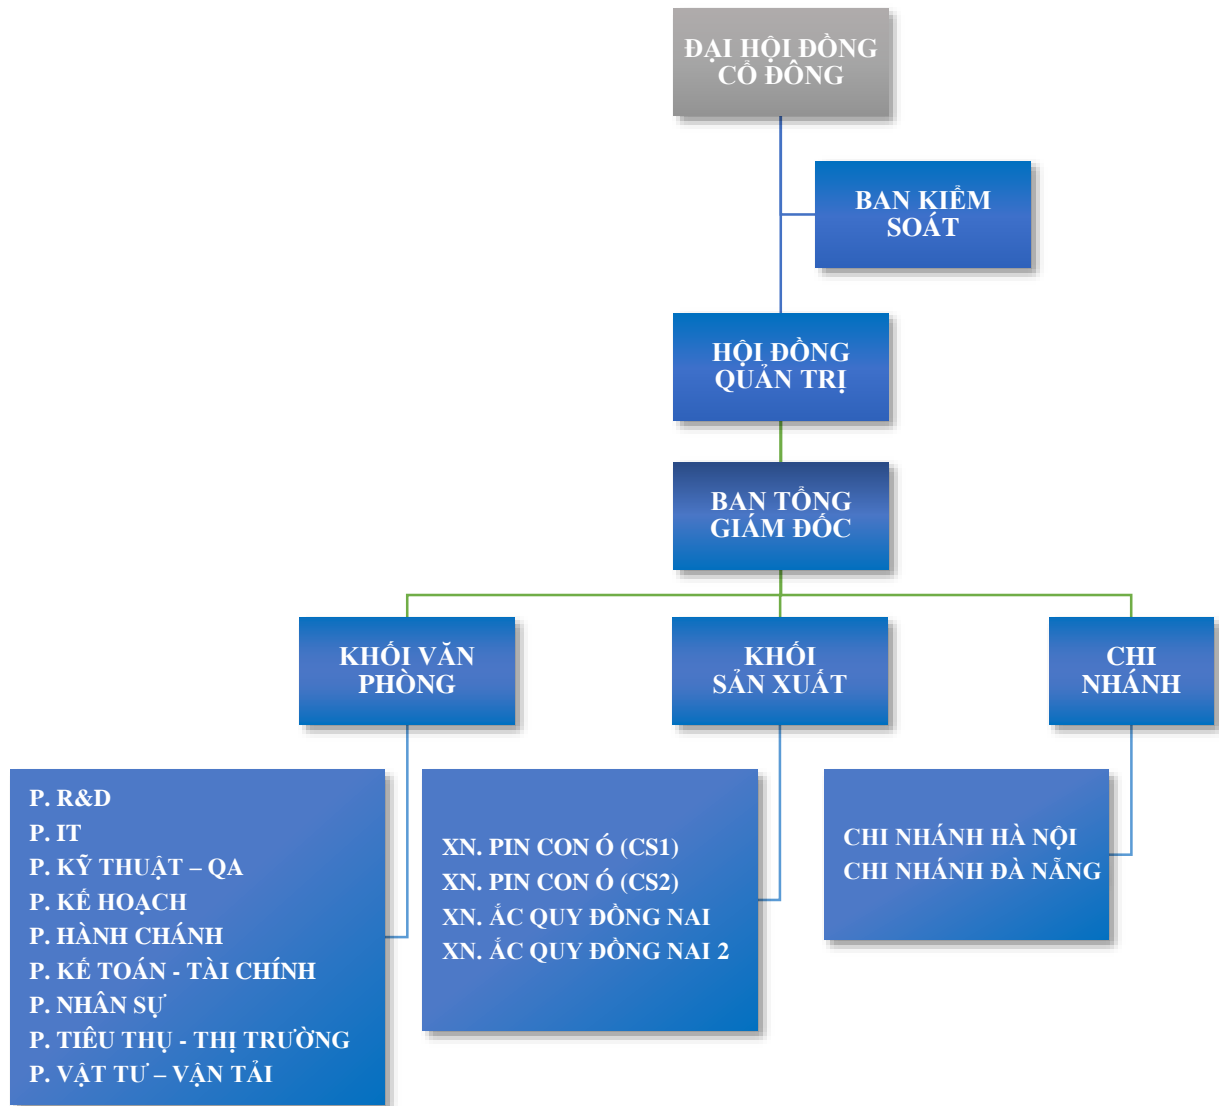 ĐẠI HỘI ĐỒNG
CỔ ĐÔNG
BAN KIỂM
SOÁT
HỘI ĐỒNG
QUẢN TRỊ
BAN TỔNG
GIÁM ĐỐC
KHỐI VĂN
PHÒNG
KHỐI
SẢN XUẤT
CHI
NHÁNH
P. R&D
P. IT
P. KỸ THUẬT – QA
P. KẾ HOẠCH
P. HÀNH CHÁNH
P. KẾ TOÁN - TÀI CHÍNH
P. NHÂN SỰ
P. TIÊU THỤ - THỊ TRƯỜNG
P. VẬT TƯ – VẬN TẢI
XN. PIN CON Ó (CS1)
XN. PIN CON Ó (CS2)
XN. ẮC QUY ĐỒNG NAI
XN. ẮC QUY ĐỒNG NAI 2
CHI NHÁNH HÀ NỘI
CHI NHÁNH ĐÀ NẴNG